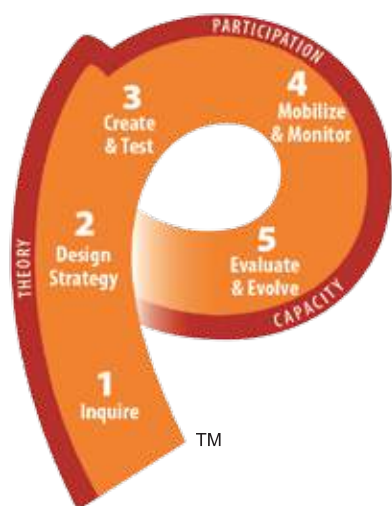 PARTICIPATION
3
Create
& Test
4
Mobilize
& Monitor
2
Design
Strategy
5
Evaluate
& Evolve
THEORY
CAPACITY
1
Inquire
TM